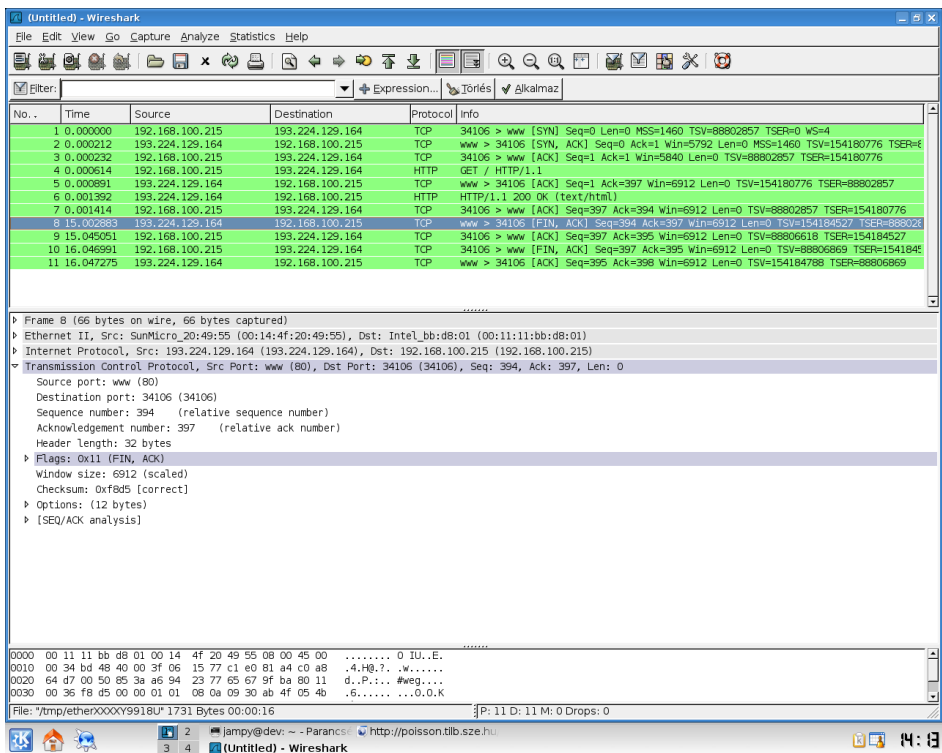 (Untitled) - Wireshark
File Edit View Go Capture Analyze Statistics Help
Filter: Expression... Törlés Alkalmaz
No. . Time Source Destination Protocol Info
1 0.000000 192.168.100.215 193.224.129.164 TCP 34106 > www [SYN] Seq=0 Len=0 MSS=1460 TSV=88802857 TSER=0 WS=4
2 0.000212 193.224.129.164 192.168.100.215 TCP www > 34106 [SYN, ACK] Seq=0 Ack=1 Win=5792 Len=0 MSS=1460 TSV=154180776 TSER=8
3 0.000232 192.168.100.215 193.224.129.164 TCP 34106 > www [ACK] Seq=1 Ack=1 Win=5840 Len=0 TSV=88802857 TSER=154180776
4 0.000614 192.168.100.215 193.224.129.164 HTTP GET / HTTP/1.1
5 0.000891 193.224.129.164 192.168.100.215 TCP www > 34106 [ACK] Seq=1 Ack=397 Win=6912 Len=0 TSV=154180776 TSER=88802857
6 0.001392 193.224.129.164 192.168.100.215 HTTP HTTP/1.1 200 OK (text/html)
7 0.001414 192.168.100.215 193.224.129.164 TCP 34106 > www [ACK] Seq=397 Ack=394 Win=6912 Len=0 TSV=88802857 TSER=154180776
8 15.002883 193.224.129.164 192.168.100.215 TCP www > 34106 [FIN, ACK] Seq=394 Ack=397 Win=6912 Len=0 TSV=154184527 TSER=888028
9 15.045051 192.168.100.215 193.224.129.164 TCP 34106 > www [ACK] Seq=397 Ack=395 Win=6912 Len=0 TSV=88806618 TSER=154184527
10 16.046991 192.168.100.215 193.224.129.164 TCP 34106 > www [FIN, ACK] Seq=397 Ack=395 Win=6912 Len=0 TSV=88806869 TSER=1541845
11 16.047275 193.224.129.164 192.168.100.215 TCP www > 34106 [ACK] Seq=395 Ack=398 Win=6912 Len=0 TSV=154184788 TSER=88806869
Frame 8 (66 bytes on wire, 66 bytes captured)
Ethernet II, Src: SunMicro_20:49:55 (00:14:4f:20:49:55), Dst: Intel_bb:d8:01 (00:11:11:bb:d8:01)
Internet Protocol, Src: 193.224.129.164 (193.224.129.164), Dst: 192.168.100.215 (192.168.100.215)
Transmission Control Protocol, Src Port: www (80), Dst Port: 34106 (34106), Seq: 394, Ack: 397, Len: 0
Source port: www (80)
Destination port: 34106 (34106)
Sequence number: 394 (relative sequence number)
Acknowledgement number: 397 (relative ack number)
Header length: 32 bytes
Flags: 0x11 (FIN, ACK)
Window size: 6912 (scaled)
Checksum: 0xf8d5 [correct]
Options: (12 bytes)
[SEQ/ACK analysis]
0000 00 11 11 bb d8 01 00 14 4f 20 49 55 08 00 45 00 ........ O IU..E.
0010 00 34 bd 48 40 00 3f 06 15 77 c1 e0 81 a4 c0 a8 .4.H@.?. .w......
0020 64 d7 00 50 85 3a a6 94 23 77 65 67 9f ba 80 11 d..P.:.. #weg....
0030 00 36 f8 d5 00 00 01 01 08 0a 09 30 ab 4f 05 4b .6...... ...0.O.K
File: "/tmp/etherXXXXY9918U" 1731 Bytes 00:00:16 P: 11 D: 11 M: 0 Drops: 0
2 jampy@dev: ~ - Parancse http://poisson.tilb.sze.hu
3 4 (Untitled) - Wireshark
14:13